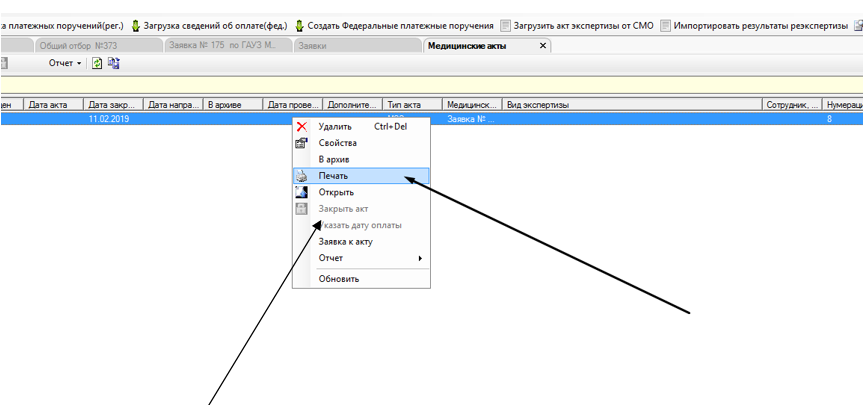 ка платежных поручений(рег.) Загрузка сведений об оплате(фед.) Создать Федеральные платежные поручения Загрузить акт экспертизы от СМО Импортировать результаты реэкспертизы
Общий отбор №373 Заявка № 175 по ГАУЗ М... Заявки Медицинские акты
Отчет
цен Дата акта Дата закр... Дата напра... В архиве Дата прове... Дополните... Тип акта Медицинск... Вид экспертизы Сотрудник, ... Нумераци
11.02.2019 Заявка № ... 8
Удалить Ctrl+Del
Свойства
В архив
Печать
Открыть
Закрыть акт
Указать дату оплаты
Заявка к акту
Отчет
Обновить